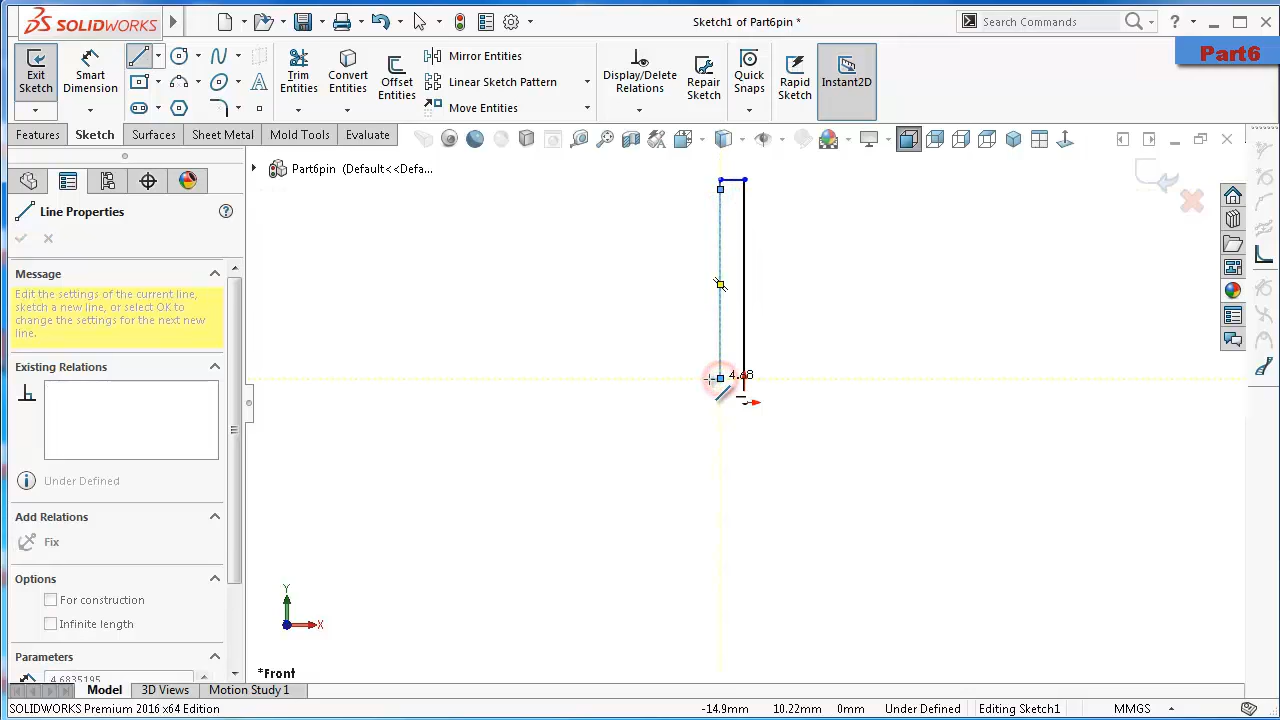 SOLIDWORKS
Sketch1 of Part6pin *
Search Commands
Part6
Exit Sketch
Smart Dimension
Trim Entities
Convert Entities
Offset Entities
Mirror Entities
Linear Sketch Pattern
Move Entities
Display/Delete Relations
Repair Sketch
Quick Snaps
Rapid Sketch
Instant2D
Features
Sketch
Surfaces
Sheet Metal
Mold Tools
Evaluate
Part6pin (Default<<Defa...
Line Properties
Message
Edit the settings of the current line,
sketch a new line, or select OK to
change the settings for the next new
line.
Existing Relations
Under Defined
Add Relations
Fix
Options
For construction
Infinite length
Parameters
4.6835195
4.68
Y
X
*Front
Model
3D Views
Motion Study 1
SOLIDWORKS Premium 2016 x64 Edition
-14.9mm
10.22mm
0mm
Under Defined
Editing Sketch1
MMGS